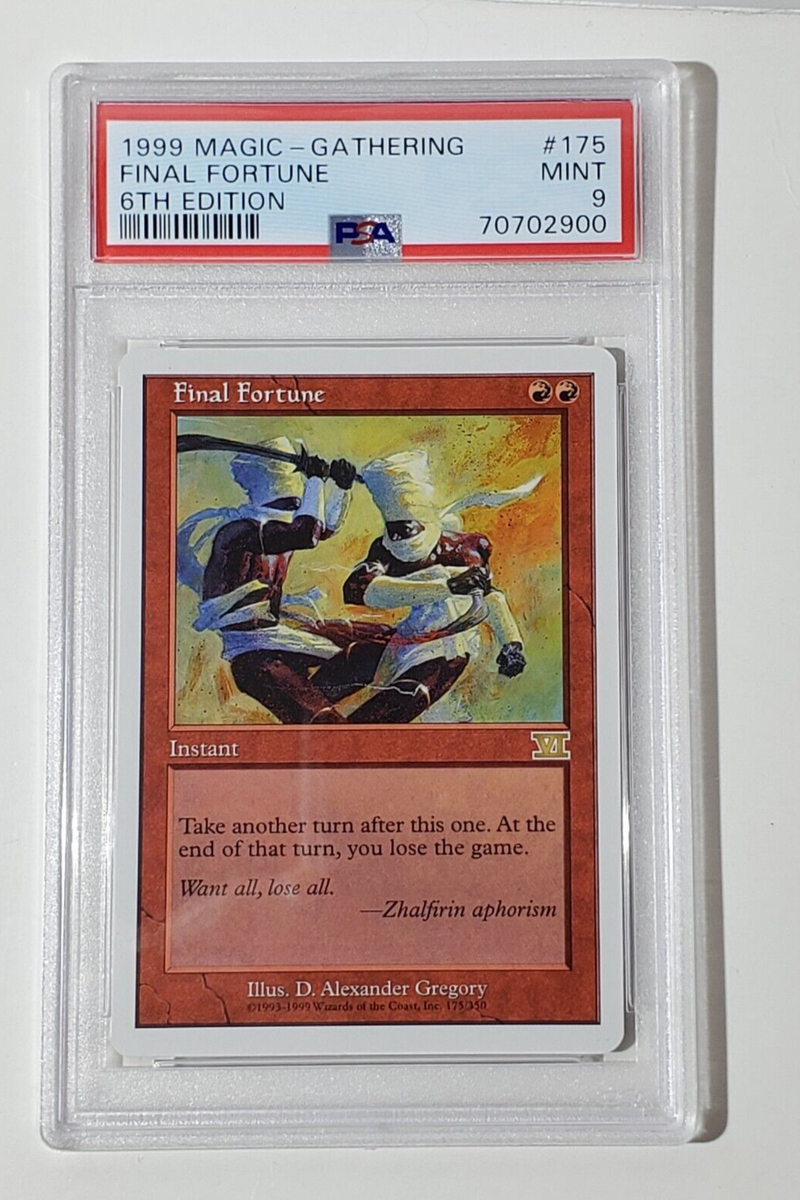 1999 MAGIC – GATHERING #175
FINAL FORTUNE MINT
6TH EDITION 9
PSA 70702900
Final Fortune
Instant VI
Take another turn after this one. At the
end of that turn, you lose the game.
Want all, lose all.
—Zhalfirin aphorism
Illus. D. Alexander Gregory
©1993-1999 Wizards of the Coast, Inc. 175/350